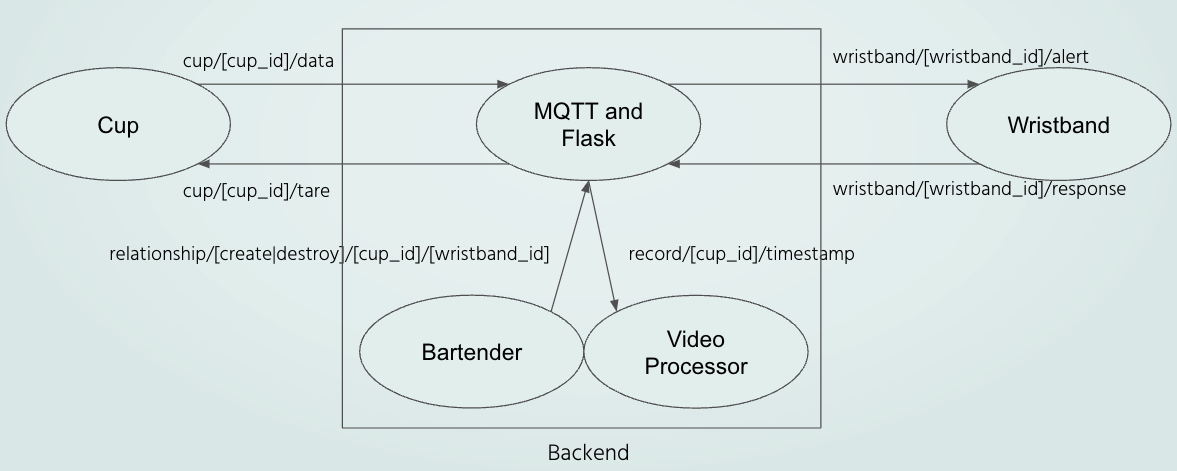 cup/[cup_id]/data
wristband/[wristband_id]/alert
Cup
MQTT and
Flask
Wristband
cup/[cup_id]/tare
wristband/[wristband_id]/response
relationship/[create|destroy]/[cup_id]/[wristband_id]
record/[cup_id]/timestamp
Bartender
Video
Processor
Backend